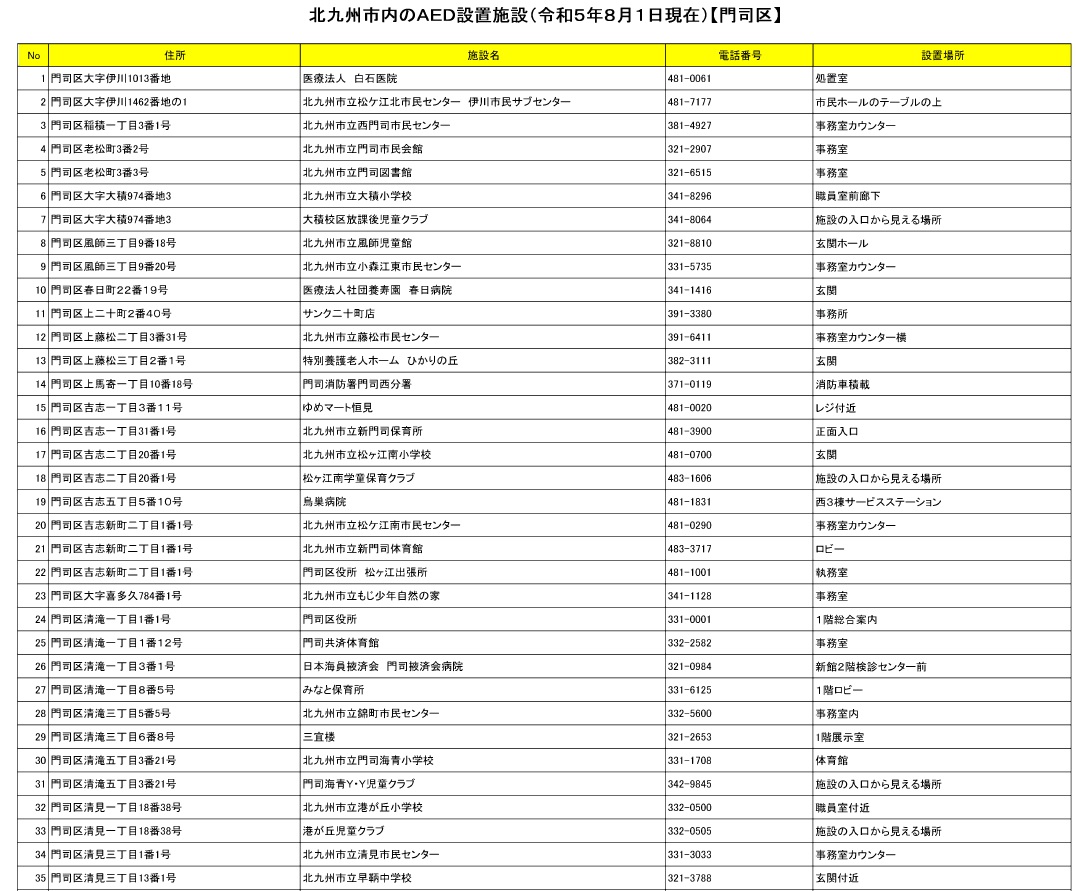 北九州市内のAED設置施設（令和5年8月1日現在）【門司区】
No 住所 施設名 電話番号 設置場所
1 門司区大字伊川1013番地 医療法人　白石医院 481-0061 処置室
2 門司区大字伊川1462番地の1 北九州市立松ケ江北市民センター　伊川市民サブセンター 481-7177 市民ホールのテーブルの上
3 門司区稲積一丁目3番1号 北九州市立西門司市民センター 381-4927 事務室カウンター
4 門司区老松町3番2号 北九州市立門司市民会館 321-2907 事務室
5 門司区老松町3番3号 北九州市立門司図書館 321-6515 事務室
6 門司区大字大積974番地3 北九州市立大積小学校 341-8296 職員室前廊下
7 門司区大字大積974番地3 大積校区放課後児童クラブ 341-8064 施設の入口から見える場所
8 門司区風師三丁目9番18号 北九州市立風師児童館 321-8810 玄関ホール
9 門司区風師三丁目9番20号 北九州市立小森江東市民センター 331-5735 事務室カウンター
10 門司区春日町２２番１９号 医療法人社団養寿園　春日病院 341-1416 玄関
11 門司区上二十町２番４０号 サンク二十町店 391-3380 事務所
12 門司区上藤松二丁目3番31号 北九州市立藤松市民センター 391-6411 事務室カウンター横
13 門司区上藤松三丁目２番１号 特別養護老人ホーム　ひかりの丘 382-3111 玄関
14 門司区上馬寄一丁目10番18号 門司消防署門司西分署 371-0119 消防車積載
15 門司区吉志一丁目３番１１号 ゆめマート恒見 481-0020 レジ付近
16 門司区吉志一丁目31番1号 北九州市立新門司保育所 481-3900 正面入口
17 門司区吉志二丁目20番1号 北九州市立松ヶ江南小学校 481-0700 玄関
18 門司区吉志二丁目20番1号 松ヶ江南学童保育クラブ 483-1606 施設の入口から見える場所
19 門司区吉志五丁目５番１０号 鳥巣病院 481-1831 西３棟サービスステーション
20 門司区吉志新町二丁目1番1号 北九州市立松ケ江南市民センター 481-0290 事務室カウンター
21 門司区吉志新町二丁目1番1号 北九州市立新門司体育館 483-3717 ロビー
22 門司区吉志新町二丁目1番1号 門司区役所　松ヶ江出張所 481-1001 執務室
23 門司区大字喜多久784番1号 北九州市立もじ少年自然の家 341-1128 事務室
24 門司区清滝一丁目1番1号 門司区役所 331-0001 １階総合案内
25 門司区清滝一丁目１番１２号 門司共済体育館 332-2582 事務室
26 門司区清滝一丁目３番１号 日本海員掖済会　門司掖済会病院 321-0984 新館２階検診センター前
27 門司区清滝一丁目８番５号 みなと保育所 331-6125 １階ロビー
28 門司区清滝三丁目5番5号 北九州市立錦町市民センター 332-5600 事務室内
29 門司区清滝三丁目６番８号 三宜楼 321-2653 1階展示室
30 門司区清滝五丁目3番21号 北九州市立門司海青小学校 331-1708 体育館
31 門司区清滝五丁目3番21号 門司海青Ｙ・Ｙ児童クラブ 342-9845 施設の入口から見える場所
32 門司区清見一丁目18番38号 北九州市立港が丘小学校 332-0500 職員室付近
33 門司区清見一丁目18番38号 港が丘児童クラブ 332-0505 施設の入口から見える場所
34 門司区清見三丁目1番1号 北九州市立清見市民センター 331-3033 事務室カウンター
35 門司区清見三丁目13番1号 北九州市立早鞆中学校 321-3788 玄関付近